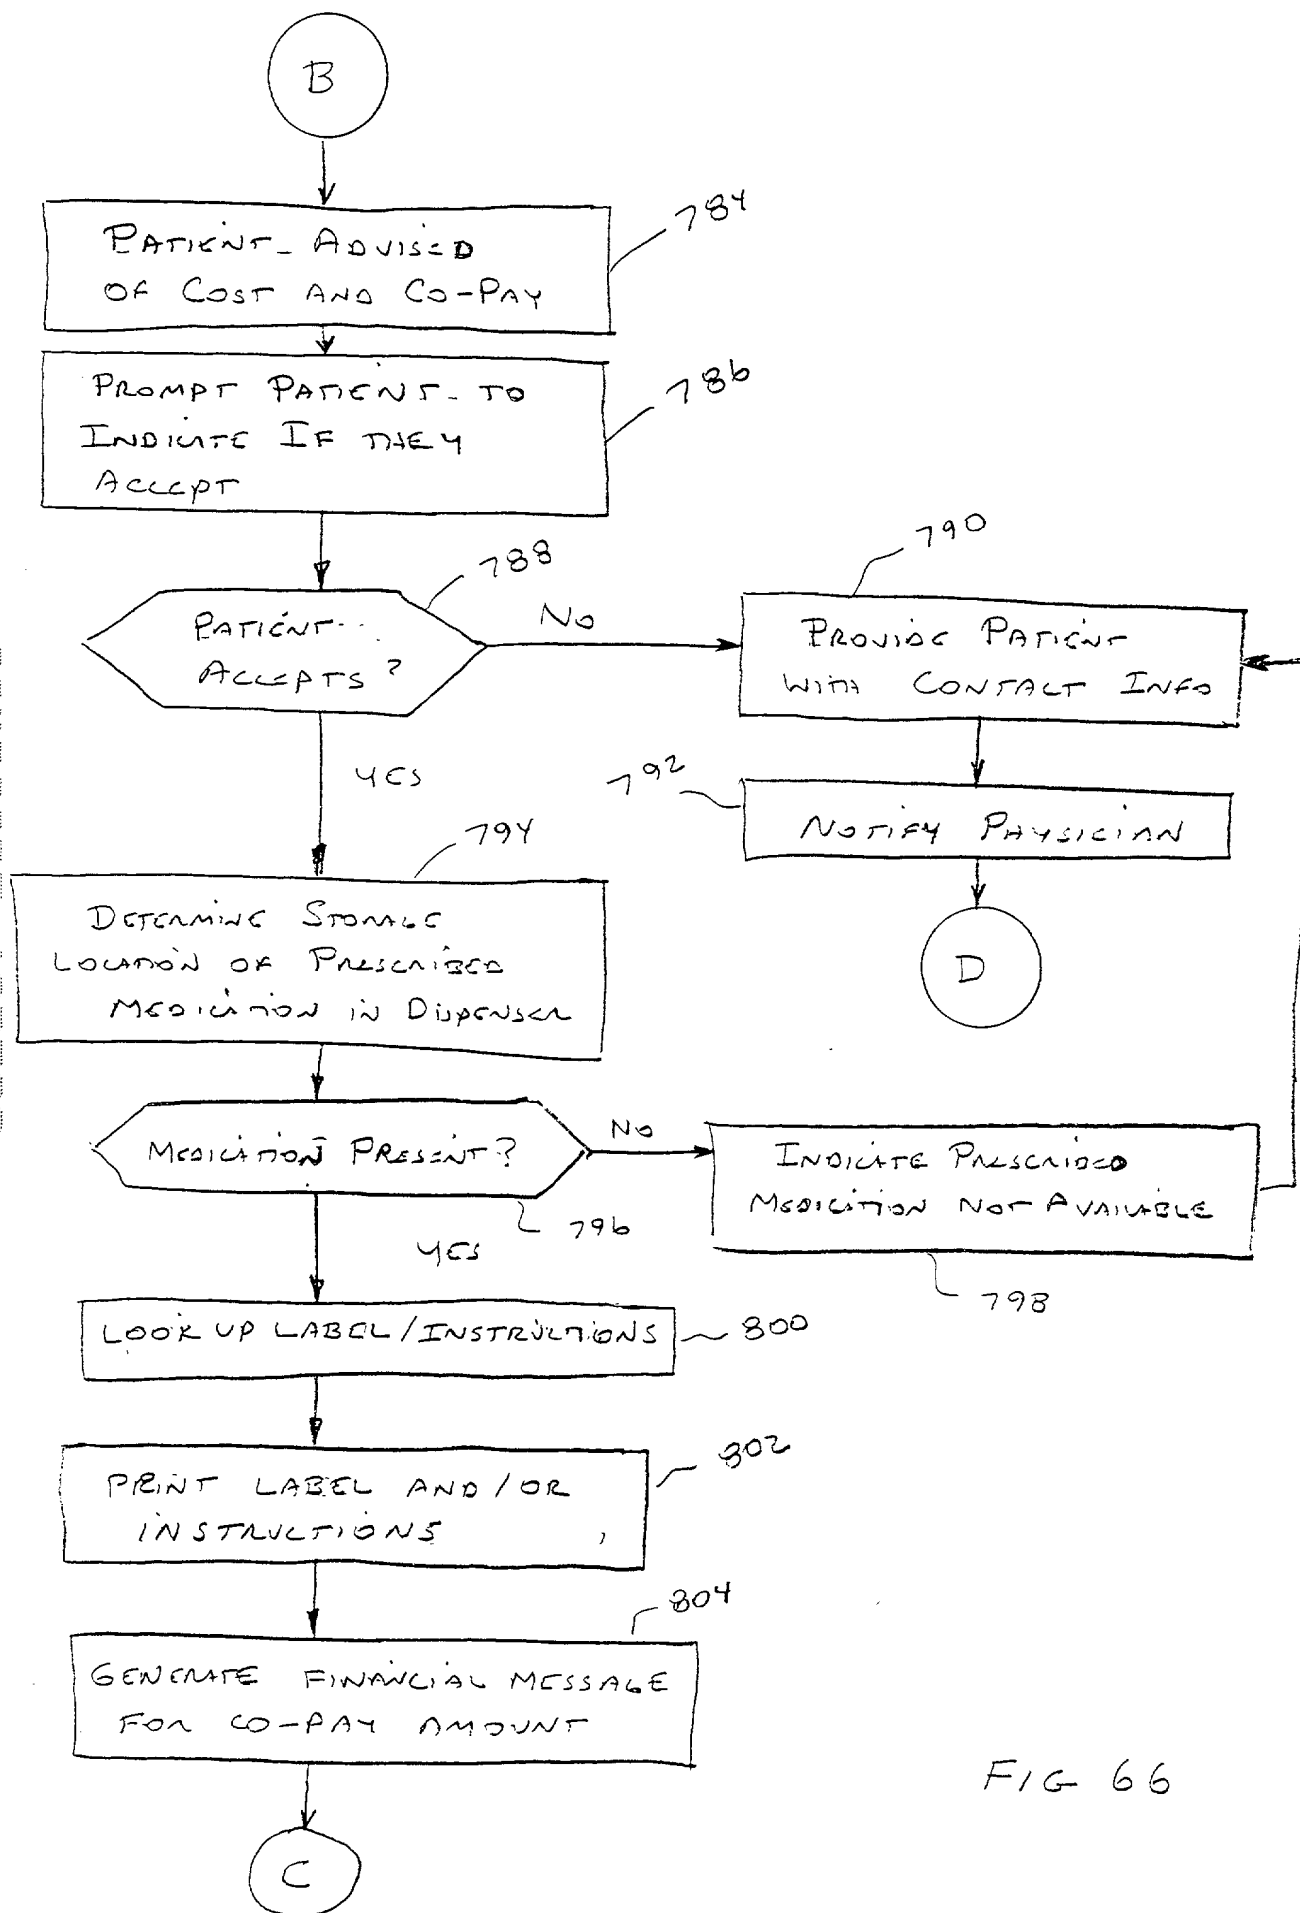 B
784
PATIENT ADVISED
OF COST AND CO-PAY
786
PROMPT PATIENT TO
INDICATE IF THEY
ACCEPT
788
PATIENT
ACCEPTS?
NO
790
PROVIDE PATIENT
WITH CONTACT INFO
YES
792
NOTIFY PHYSICIAN
D
794
DETERMINE STORAGE
LOCATION OF PRESCRIBED
MEDICATION IN DISPENSER
MEDICATION PRESENT?
NO
796
YES
INDICATE PRESCRIBED
MEDICATION NOT AVAILABLE
798
LOOK UP LABEL/INSTRUCTIONS
800
802
PRINT LABEL AND/OR
INSTRUCTIONS
804
GENERATE FINANCIAL MESSAGE
FOR CO-PAY AMOUNT
C
FIG 66